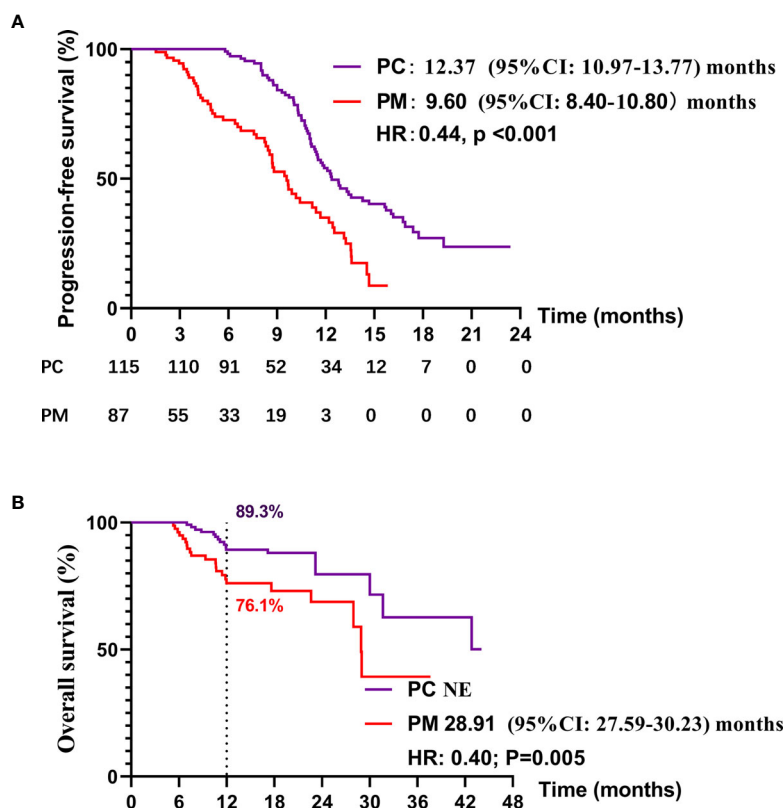 A
Progression-free survival (%)
100
50
0
PC: 12.37 (95%CI: 10.97-13.77) months
PM: 9.60 (95%CI: 8.40-10.80) months
HR: 0.44, p <0.001
0 3 6 9 12 15 18 21 24
Time (months)
PC 115 110 91 52 34 12 7 0 0
PM 87 55 33 19 3 0 0 0 0
B
Overall survival (%)
100
50
0
89.3%
76.1%
PC NE
PM 28.91 (95%CI: 27.59-30.23) months
HR: 0.40; P=0.005
0 6 12 18 24 30 36 42 48
Time (months)